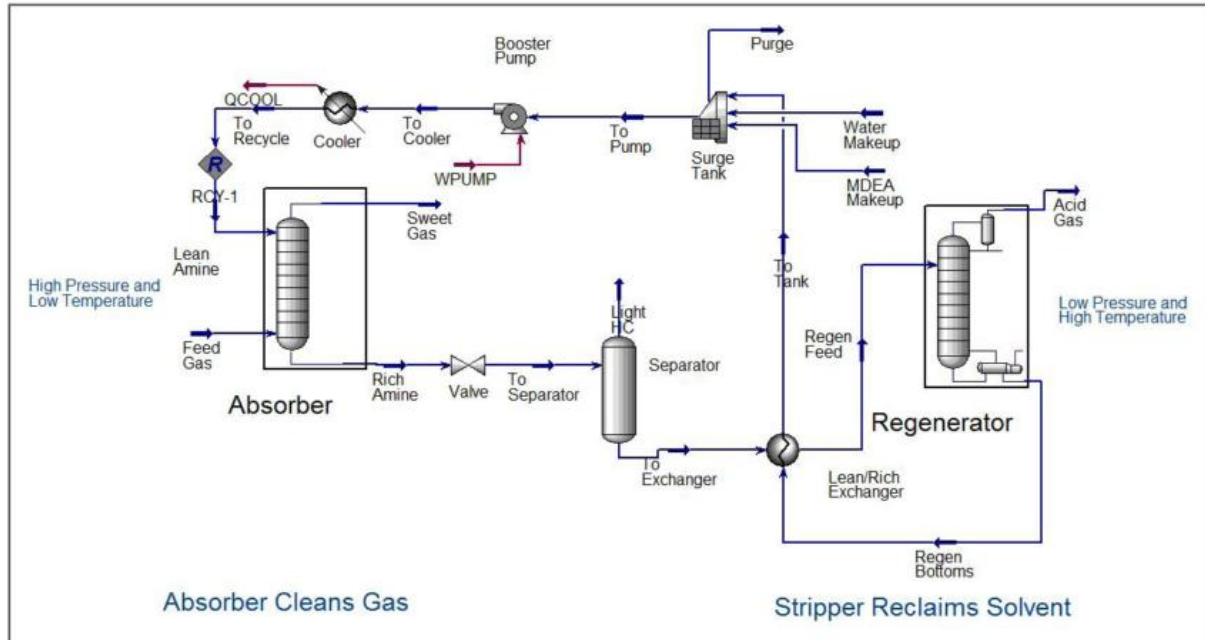 Booster
Pump
Purge
QCOOL
To
Recycle
Cooler
To
Cooler
To
Pump
Surge
Tank
Water
Makeup
WPUMP
MDEA
Makeup
R
RCY-1
Sweet
Gas
Acid
Gas
Lean
Amine
High Pressure and
Low Temperature
To
Tank
Low Pressure and
High Temperature
Light
HC
Regen
Feed
Feed
Gas
Separator
Rich
Amine
Valve
To
Separator
Absorber
Regenerator
To
Exchanger
Lean/Rich
Exchanger
Regen
Bottoms
Absorber Cleans Gas
Stripper Reclaims Solvent